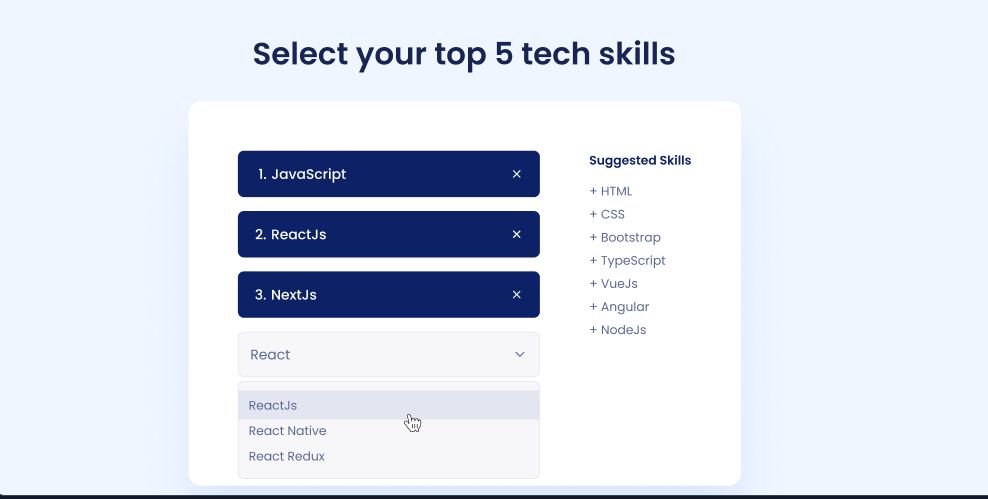 Select your top 5 tech skills
1. JavaScript ×
2. ReactJs ×
3. NextJs ×
React
ReactJs
React Native
React Redux
Suggested Skills
+ HTML
+ CSS
+ Bootstrap
+ TypeScript
+ VueJs
+ Angular
+ NodeJs